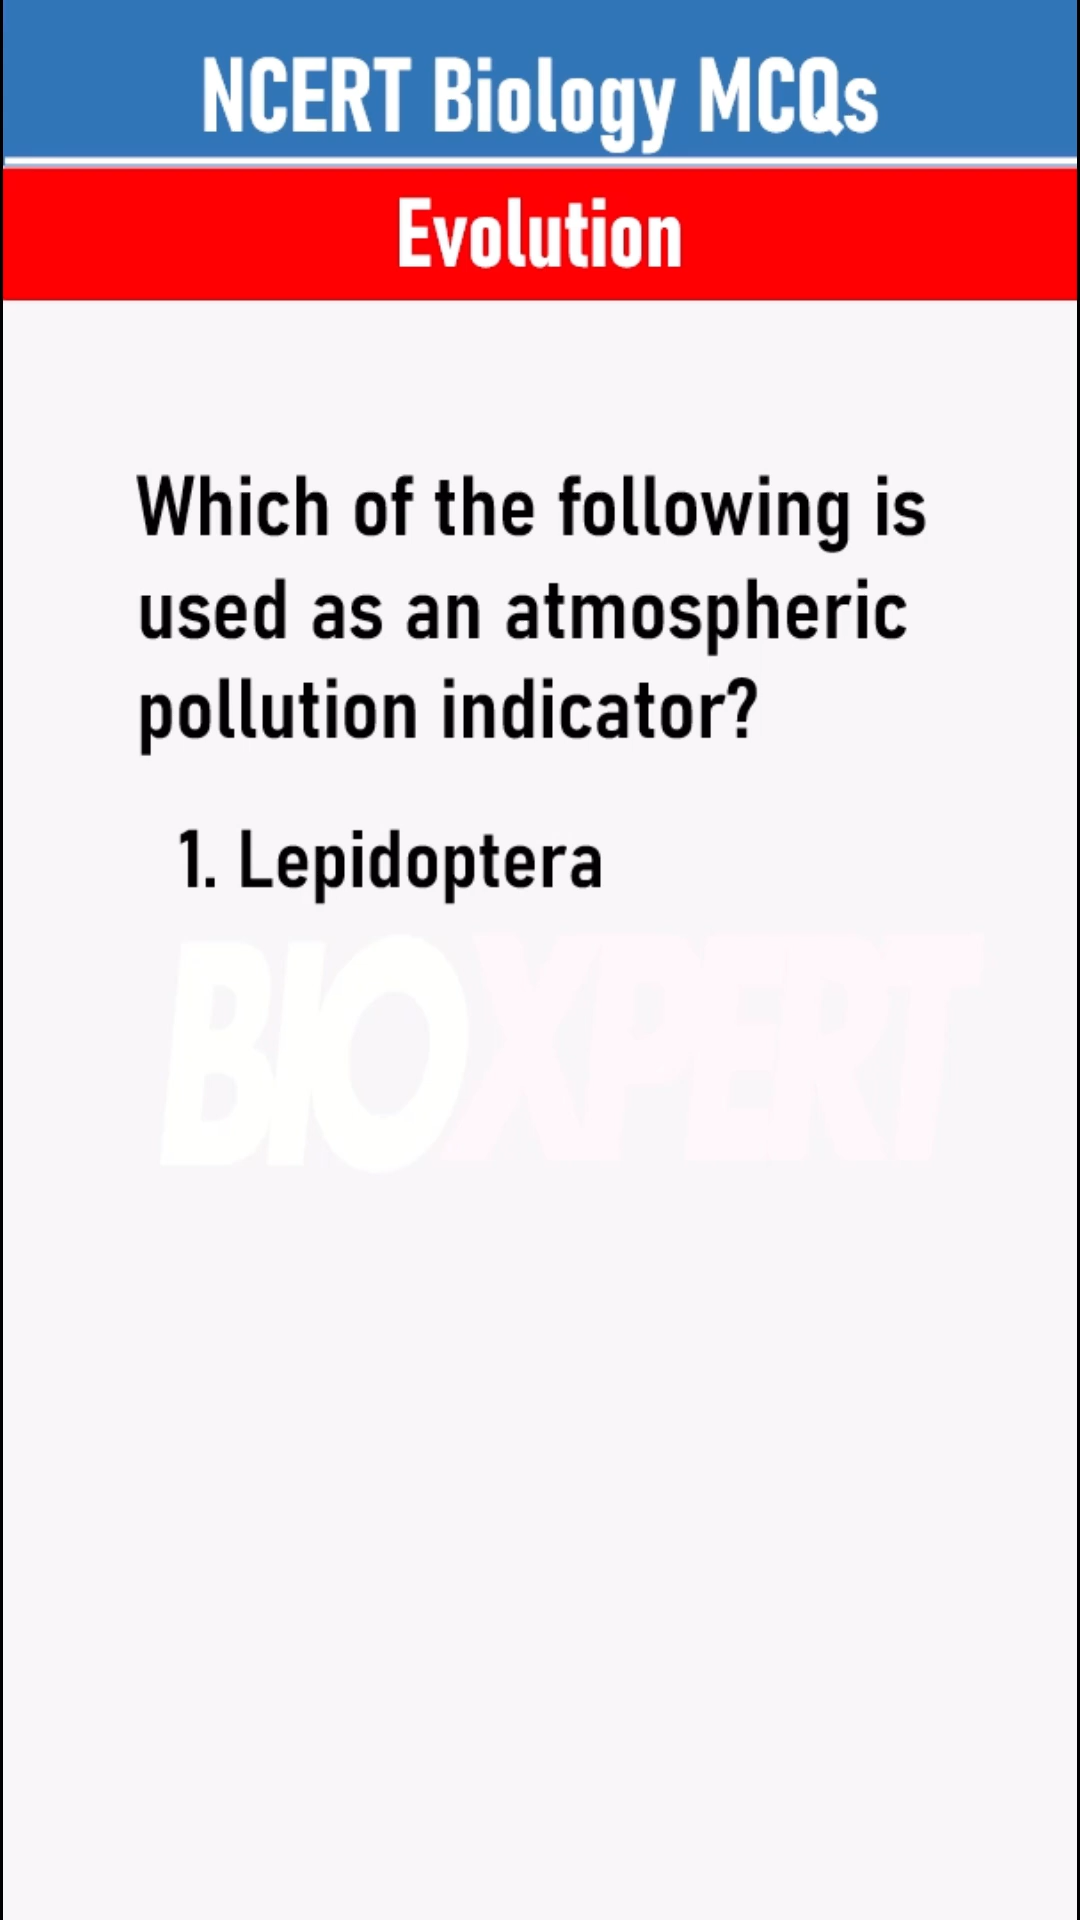 NCERT Biology MCQs
Evolution
Which of the following is
used as an atmospheric
pollution indicator?
1. Lepidoptera
BIOXPERT